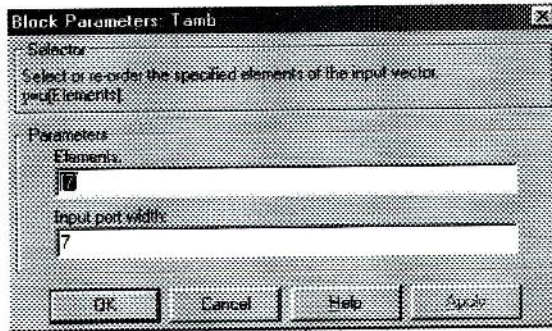 Block Parameters: Tamb
Selector
Select or re-order the specified elements of the input vector.
y=u[Elements].
Parameters
Elements:
7
Input port width:
7
OK
Cancel
Help
Apply